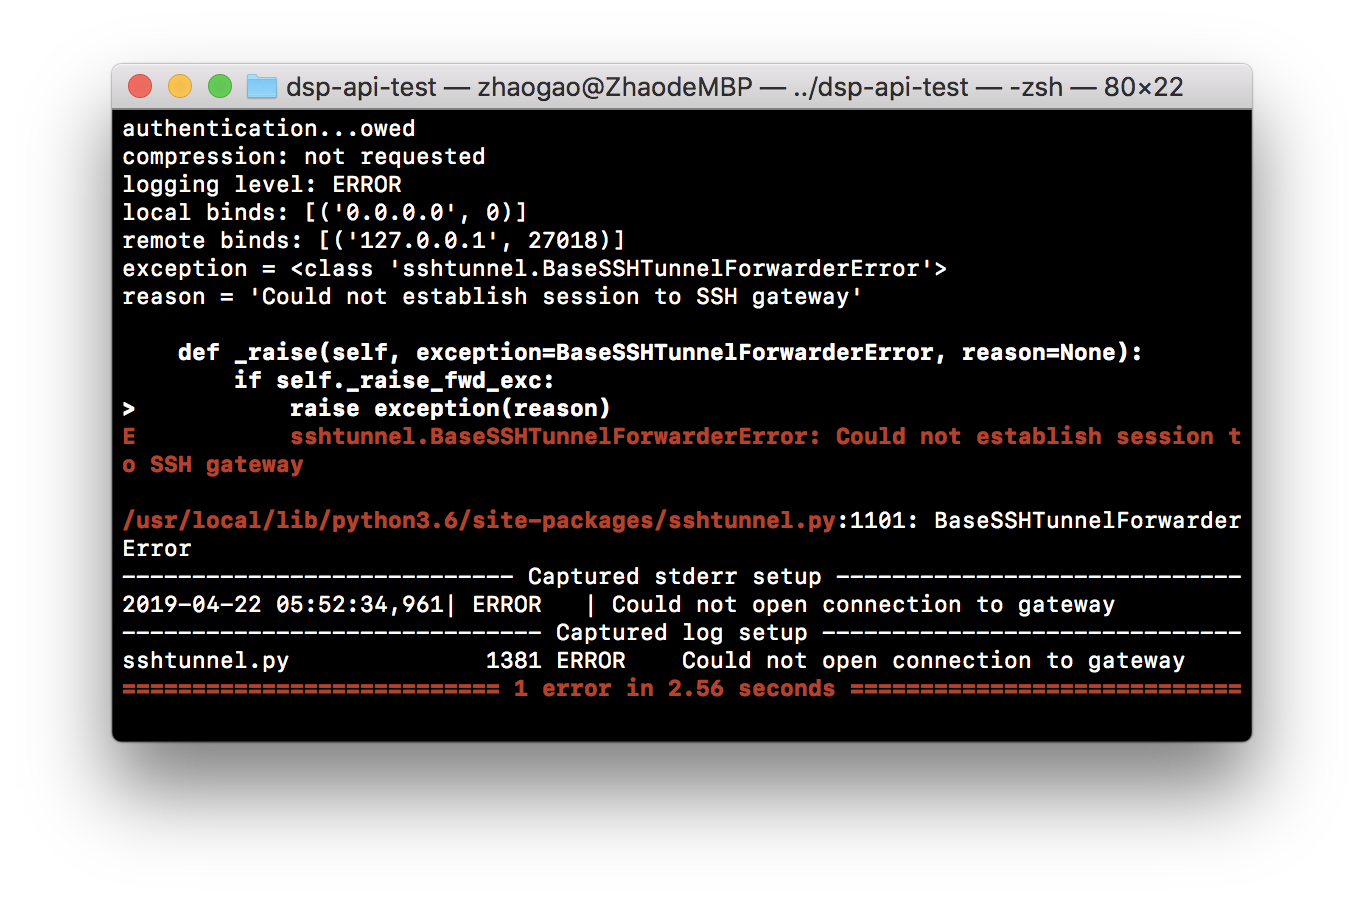 dsp-api-test — zhaogao@ZhaodeMBP — ../dsp-api-test — -zsh — 80×22
authentication...owed
compression: not requested
logging level: ERROR
local binds: [('0.0.0.0', 0)]
remote binds: [('127.0.0.1', 27018)]
exception = <class 'sshtunnel.BaseSSHTunnelForwarderError'>
reason = 'Could not establish session to SSH gateway'
    def _raise(self, exception=BaseSSHTunnelForwarderError, reason=None):
        if self._raise_fwd_exc:
>           raise exception(reason)
E           sshtunnel.BaseSSHTunnelForwarderError: Could not establish session t
o SSH gateway
/usr/local/lib/python3.6/site-packages/sshtunnel.py:1101: BaseSSHTunnelForwarder
Error
---------------------------- Captured stderr setup -----------------------------
2019-04-22 05:52:34,961| ERROR   | Could not open connection to gateway
------------------------------ Captured log setup ------------------------------
sshtunnel.py              1381 ERROR    Could not open connection to gateway
=========================== 1 error in 2.56 seconds ============================